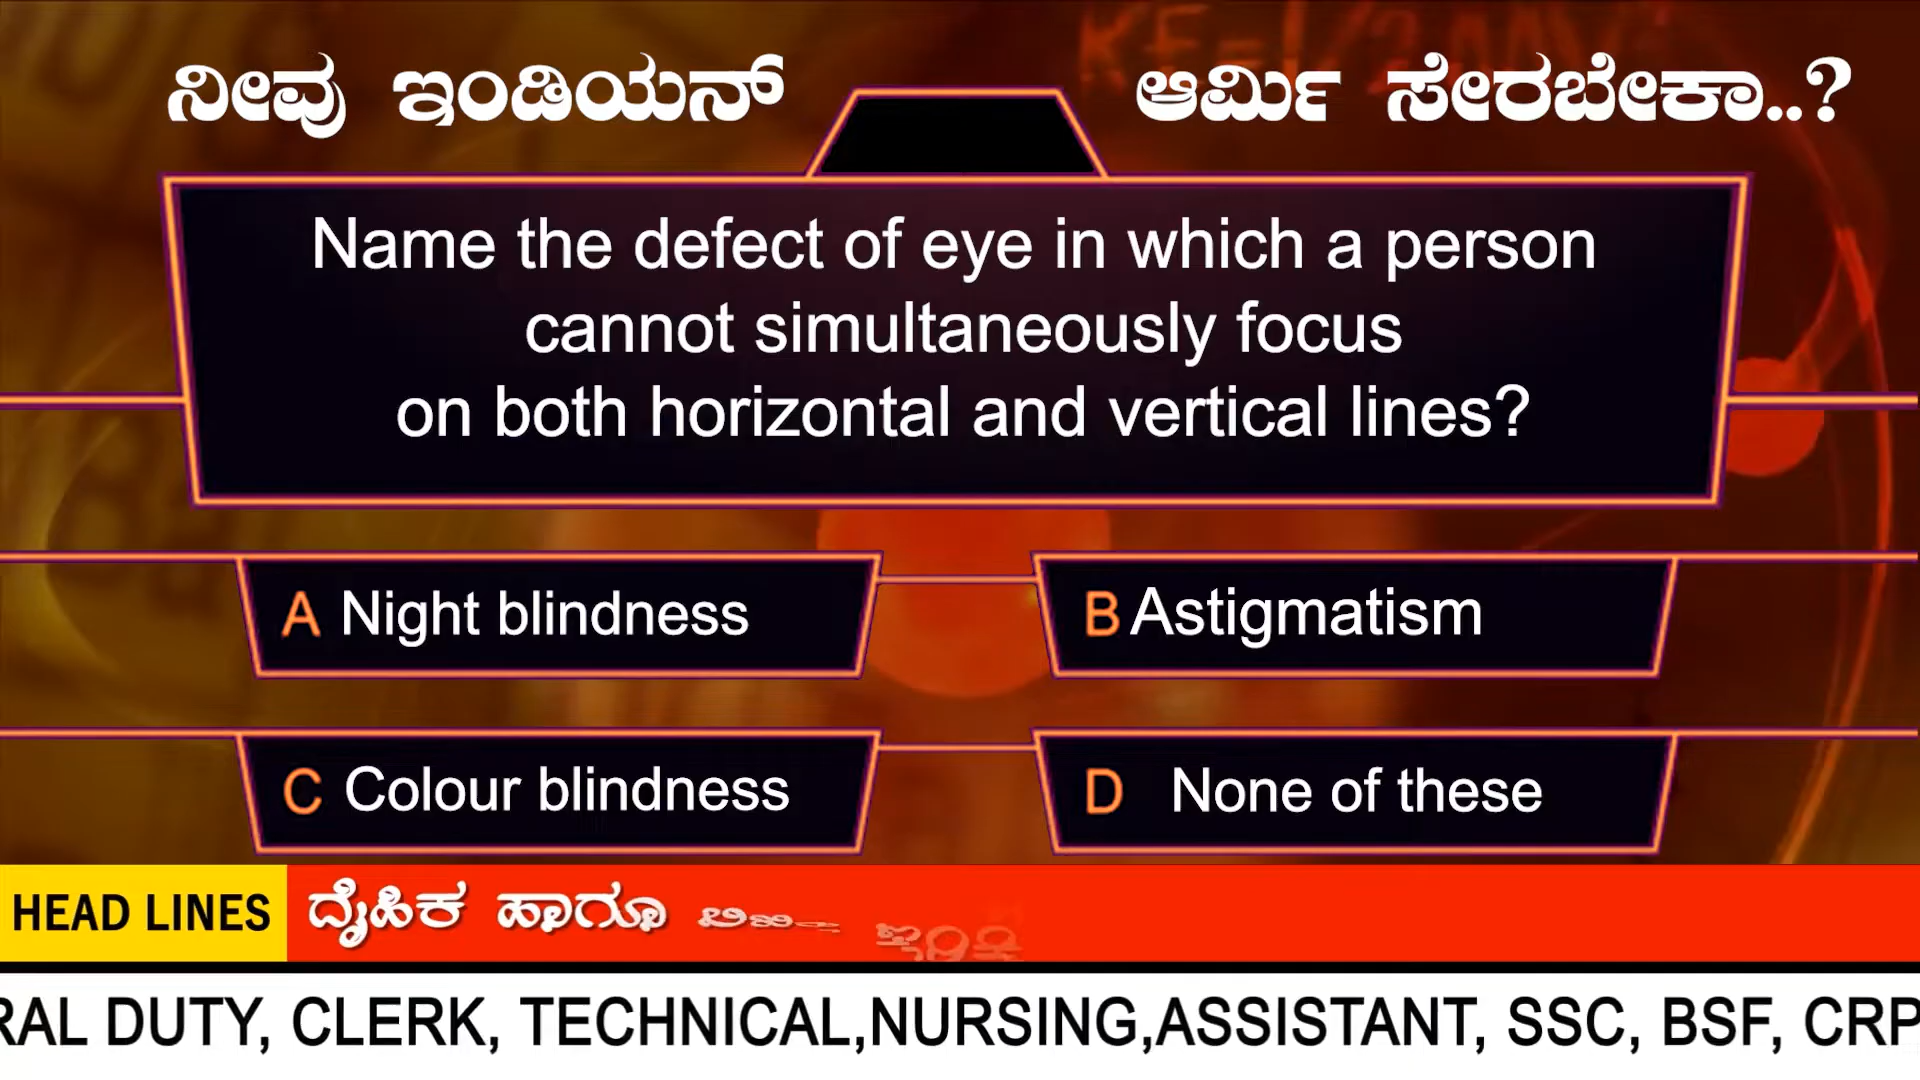 ನೀವು ಇಂಡಿಯನ್ ಆರ್ಮಿ ಸೇರಬೇಕಾ..?
Name the defect of eye in which a person
cannot simultaneously focus
on both horizontal and vertical lines?
A Night blindness
B Astigmatism
C Colour blindness
D None of these
HEAD LINES ದೈಹಿಕ ಹಾಗೂ
RAL DUTY, CLERK, TECHNICAL,NURSING,ASSISTANT, SSC, BSF, CRP